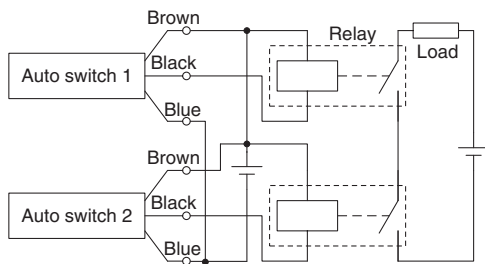 Brown
Relay
Load
Auto switch 1
Black
Blue
Brown
Auto switch 2
Black
Blue